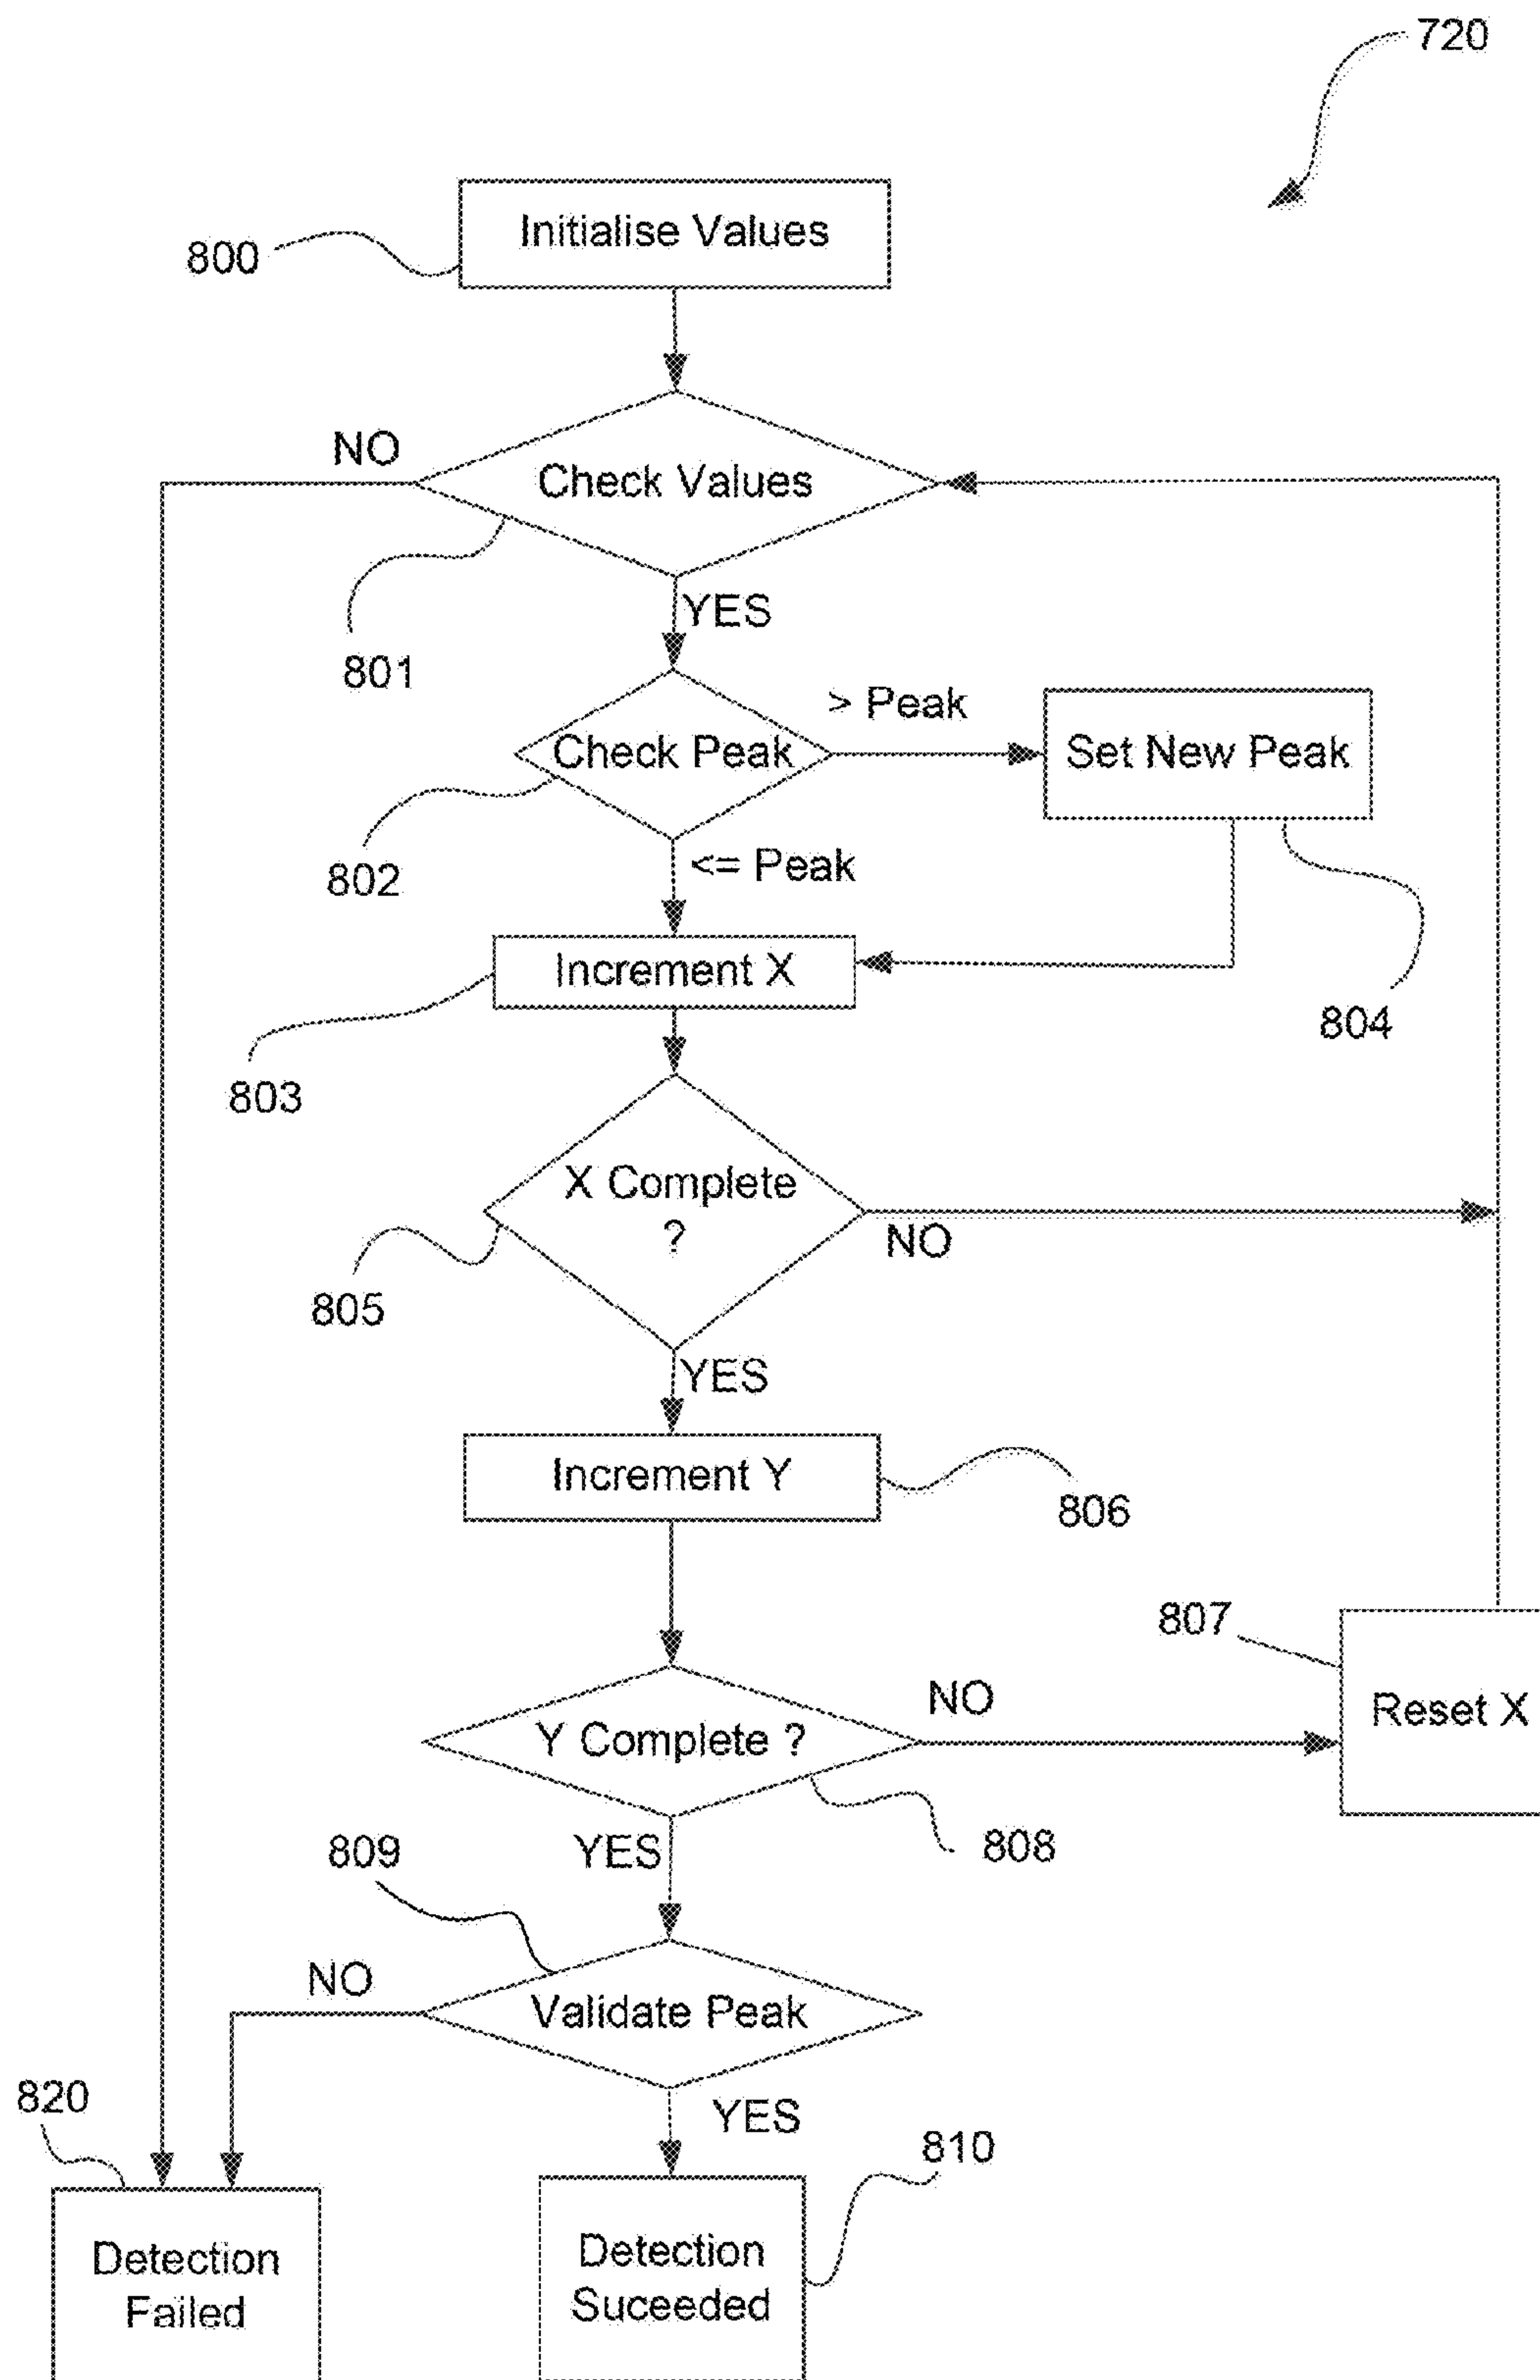 720
Initialise Values
800
NO
Check Values
YES
801
> Peak
Check Peak
Set New Peak
802
<= Peak
Increment X
804
803
X Complete
?
NO
805
YES
Increment Y
806
807
NO
Reset X
Y Complete ?
YES
808
809
NO
Validate Peak
820
YES
810
Detection
Failed
Detection
Suceeded